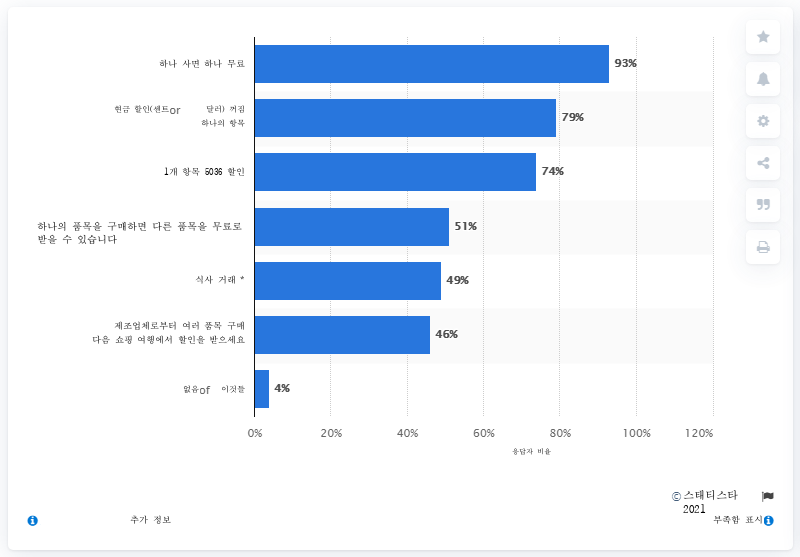 하나 사면 하나 무료
93%
현금 할인(센트or 달러) 꺼짐
하나의 항목
79%
1개 항목 5036 할인
74%
하나의 품목을 구매하면 다른 품목을 무료로
받을 수 있습니다
51%
식사 거래 *
49%
제조업체로부터 여러 품목 구매
다음 쇼핑 여행에서 할인을 받으세요
46%
없음of 이것들
4%
0% 20% 40% 60% 80% 100% 120%
응답자 비율
© 스태티스타
2021
추가 정보
부족함 표시